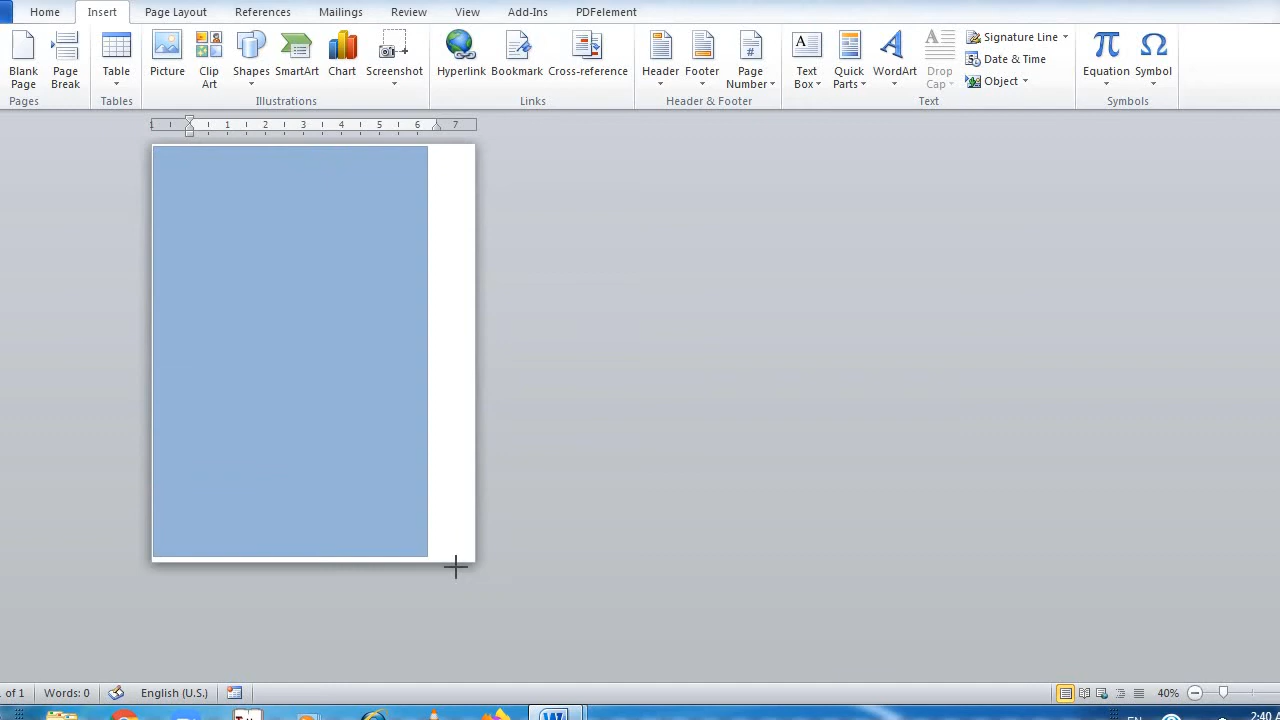 Home Insert Page Layout References Mailings Review View Add-Ins PDFelement
Blank Page
Page Break
Table
Picture
Clip Art
Shapes
SmartArt
Chart
Screenshot
Hyperlink
Bookmark
Cross-reference
Header
Footer
Page Number
Text Box
Quick Parts
WordArt
Drop Cap
Signature Line
Date & Time
Object
Equation
Symbol
Pages Tables Illustrations Links Header & Footer Text Symbols
1 2 3 4 5 6 7
of 1 Words: 0 English (U.S.) 40%
EN